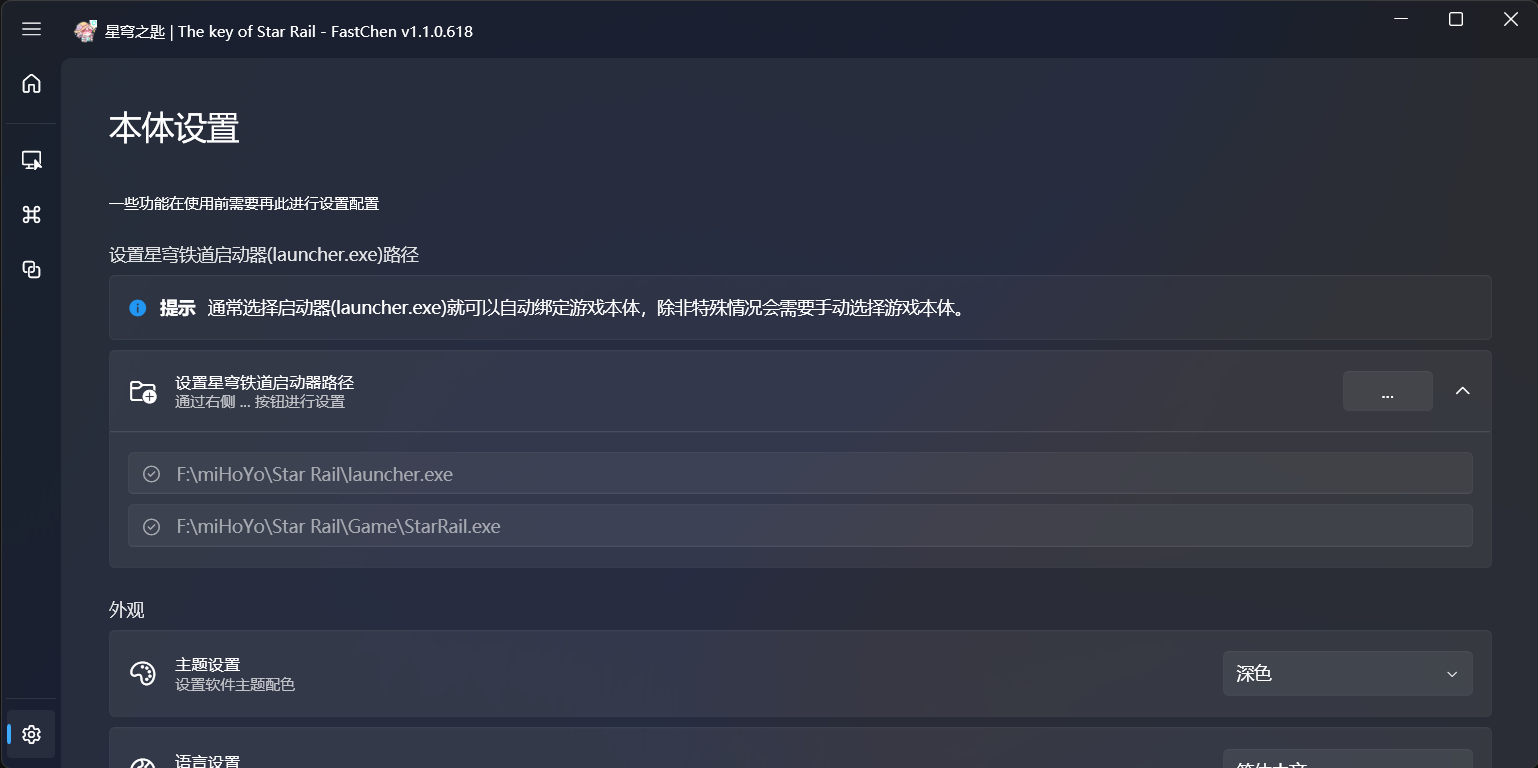 星穹之匙 | The key of Star Rail - FastChen v1.1.0.618
本体设置
一些功能在使用前需要再此进行设置配置
设置星穹铁道启动器(launcher.exe)路径
提示 通常选择启动器(launcher.exe)就可以自动绑定游戏本体，除非特殊情况会需要手动选择游戏本体。
设置星穹铁道启动器路径
通过右侧 ... 按钮进行设置
...
F:\miHoYo\Star Rail\launcher.exe
F:\miHoYo\Star Rail\Game\StarRail.exe
外观
主题设置
设置软件主题配色
深色
语言设置
简体中文